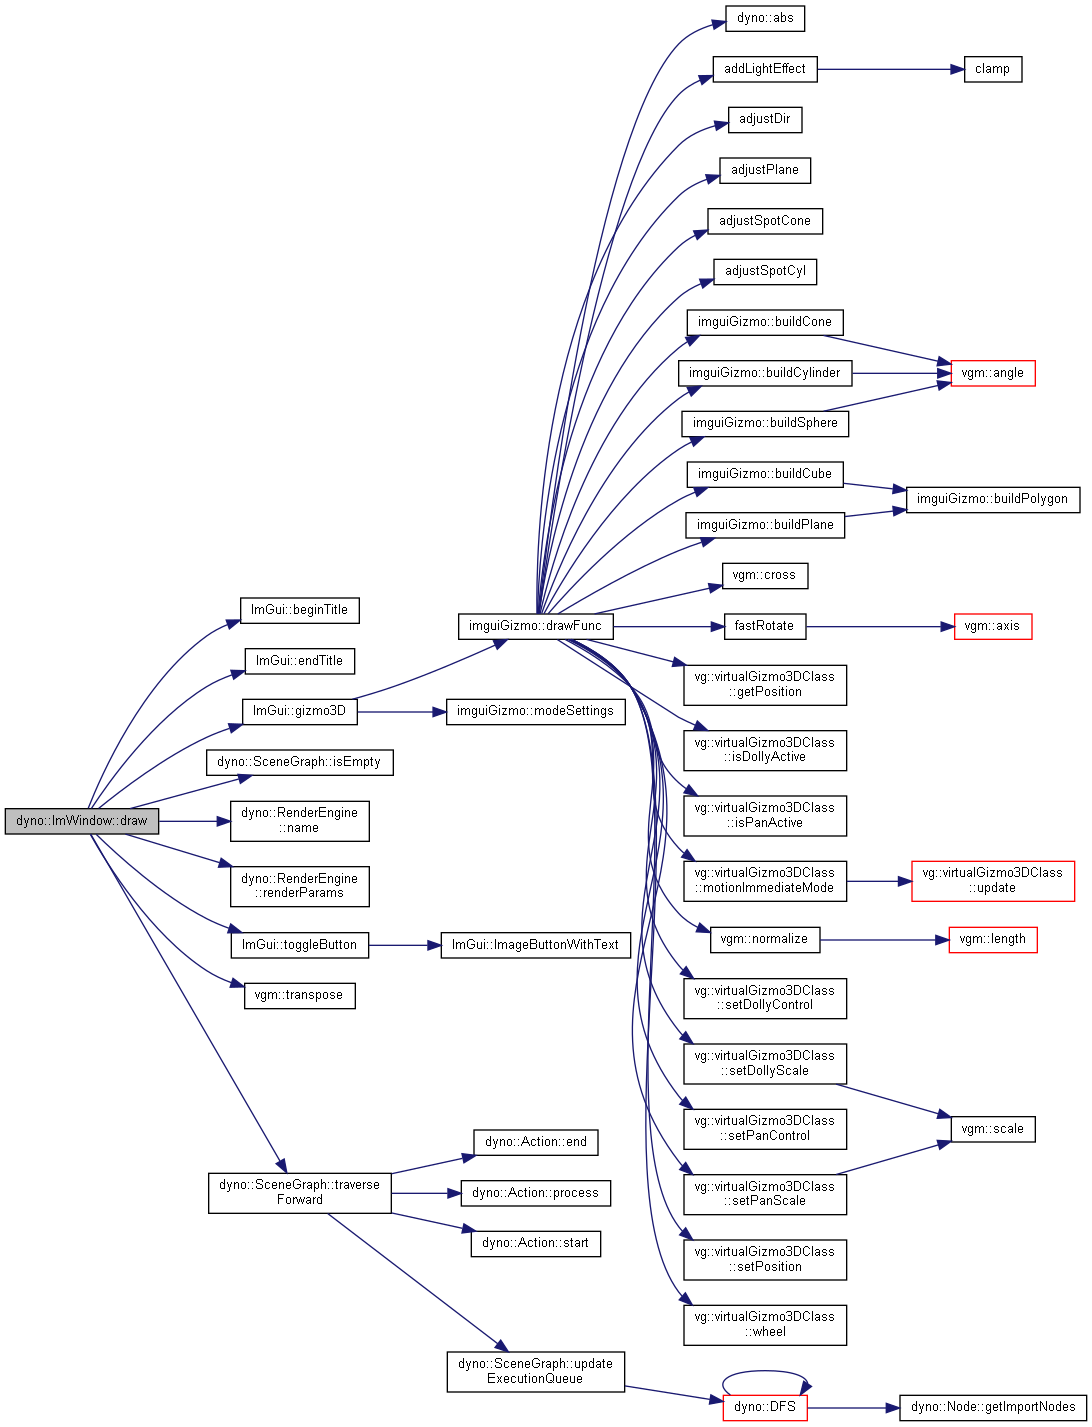 dyno::abs
addLightEffect
clamp
adjustDir
adjustPlane
adjustSpotCone
adjustSpotCyl
imguiGizmo::buildCone
imguiGizmo::buildCylinder
vgm::angle
imguiGizmo::buildSphere
imguiGizmo::buildCube
imguiGizmo::buildPolygon
imguiGizmo::buildPlane
vgm::cross
ImGui::beginTitle
imguiGizmo::drawFunc
fastRotate
vgm::axis
ImGui::endTitle
vg::virtualGizmo3DClass
::getPosition
ImGui::gizmo3D
imguiGizmo::modeSettings
vg::virtualGizmo3DClass
::isDollyActive
dyno::SceneGraph::isEmpty
dyno::ImWindow::draw
dyno::RenderEngine
::name
vg::virtualGizmo3DClass
::isPanActive
dyno::RenderEngine
::renderParams
vg::virtualGizmo3DClass
::motionImmediateMode
vg::virtualGizmo3DClass
::update
ImGui::toggleButton
ImGui::ImageButtonWithText
vgm::normalize
vgm::length
vgm::transpose
vg::virtualGizmo3DClass
::setDollyControl
vg::virtualGizmo3DClass
::setDollyScale
vg::virtualGizmo3DClass
::setPanControl
vgm::scale
dyno::Action::end
dyno::SceneGraph::traverse
Forward
dyno::Action::process
vg::virtualGizmo3DClass
::setPanScale
dyno::Action::start
vg::virtualGizmo3DClass
::setPosition
vg::virtualGizmo3DClass
::wheel
dyno::SceneGraph::update
ExecutionQueue
dyno::DFS
dyno::Node::getImportNodes